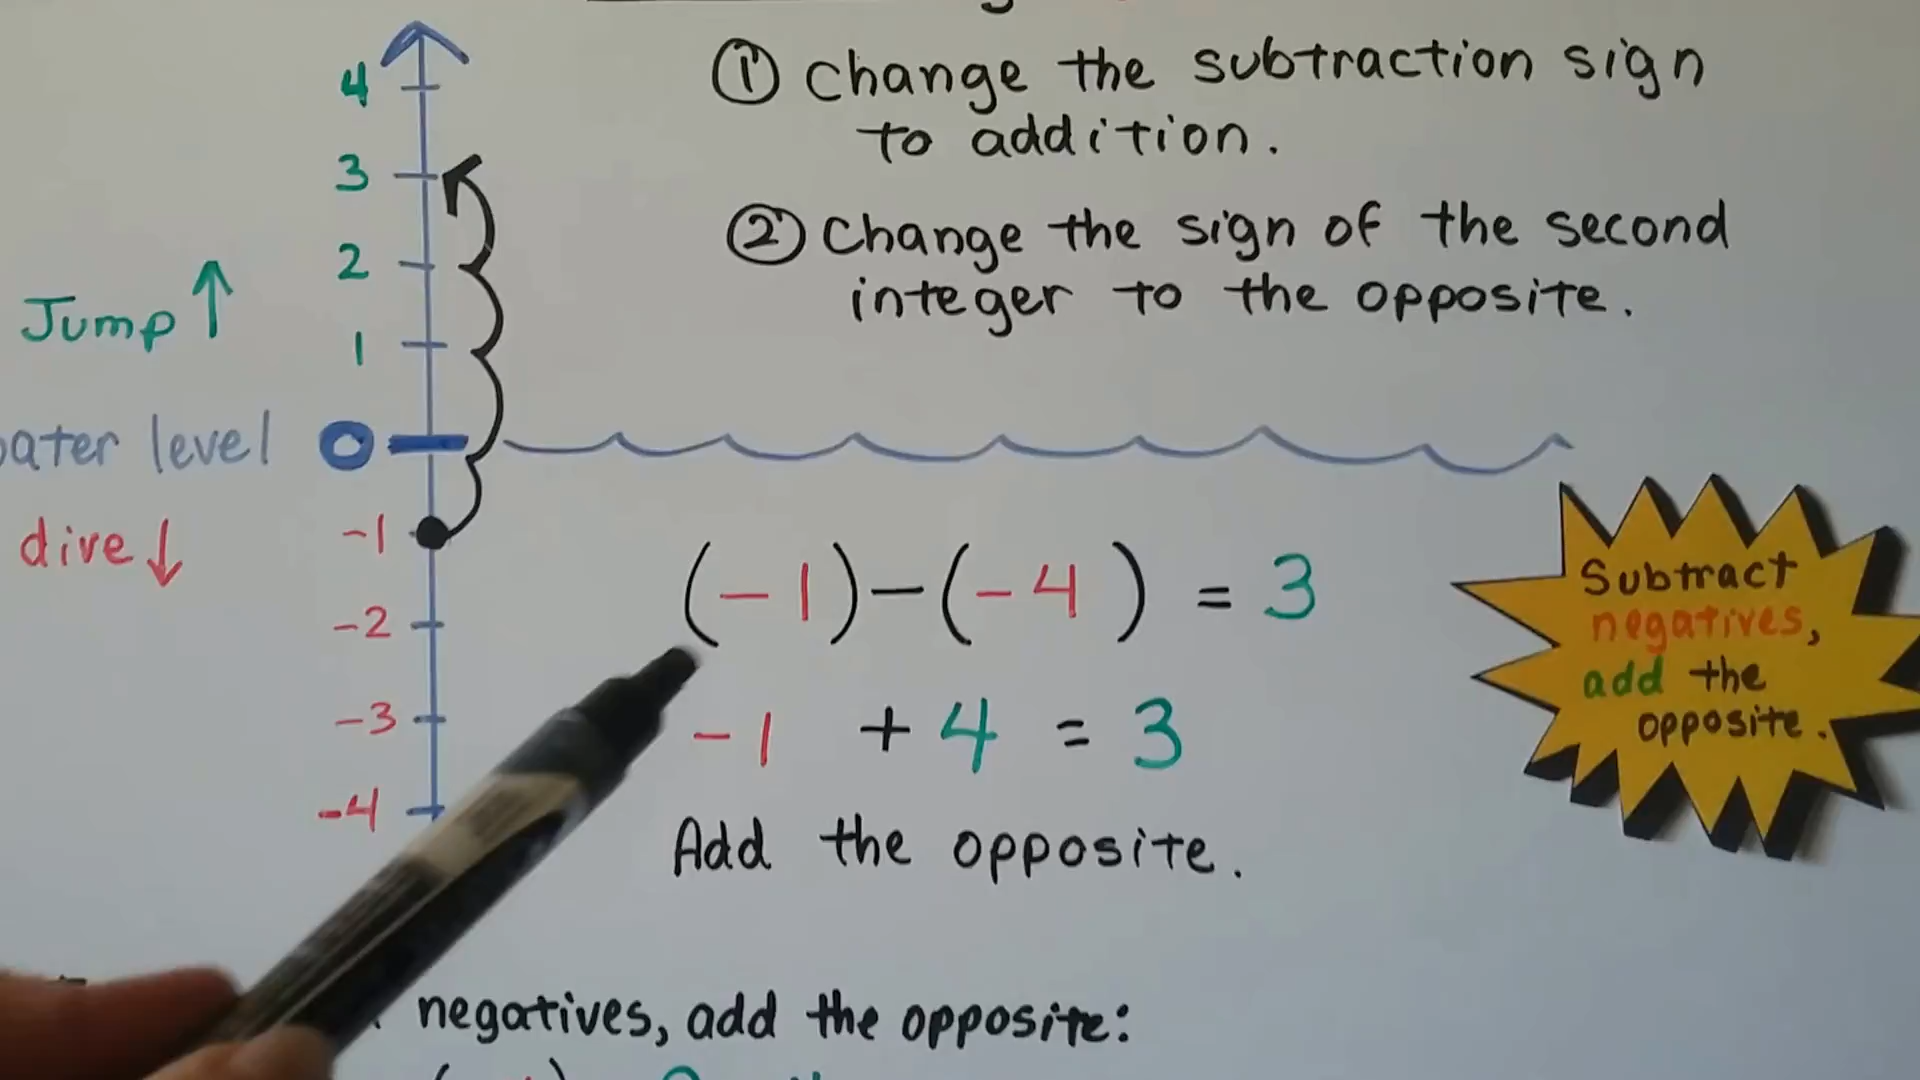 ① Change the subtraction sign
to addition.
② Change the sign of the second
integer to the opposite.
4
3
2
1
0
-1
-2
-3
-4
Jump ↑
water level
dive ↓
(-1)-(-4) = 3
-1 + 4 = 3
Add the opposite.
Subtract
negatives,
add the
opposite.
negatives, add the opposite: